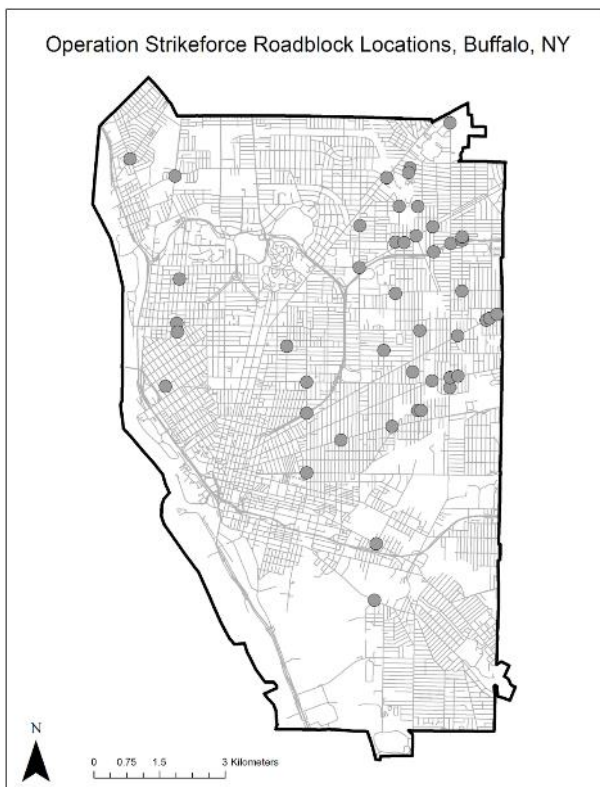 Operation Strikeforce Roadblock Locations, Buffalo, NY
N
0 0.75 1.5 3 Kilometers